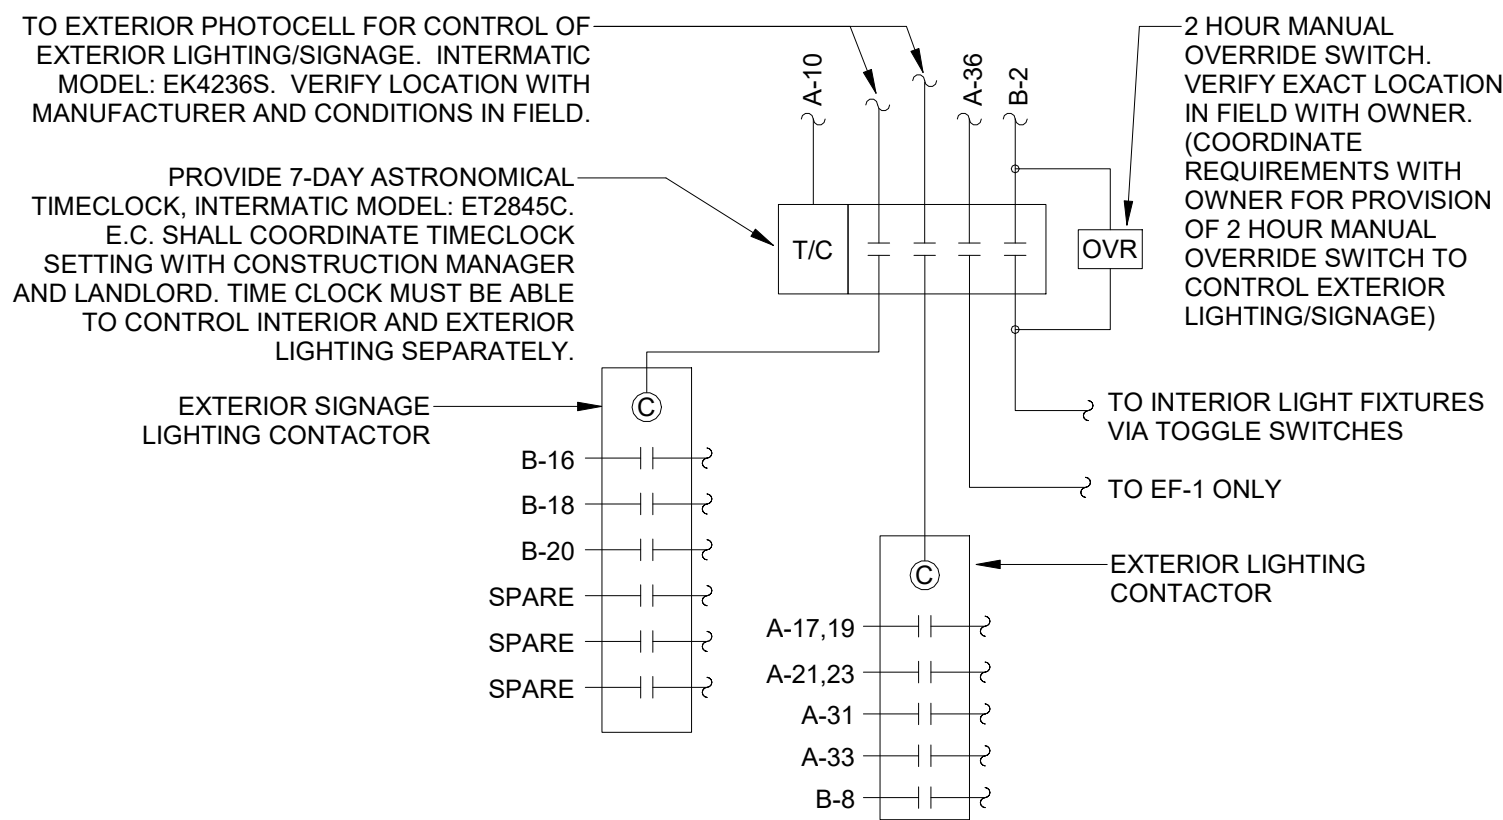 TO EXTERIOR PHOTOCELL FOR CONTROL OF
EXTERIOR LIGHTING/SIGNAGE.  INTERMATIC
MODEL: EK4236S.  VERIFY LOCATION WITH
MANUFACTURER AND CONDITIONS IN FIELD.
A-10
A-36
B-2
2 HOUR MANUAL
OVERRIDE SWITCH.
VERIFY EXACT LOCATION
IN FIELD WITH OWNER.
(COORDINATE
REQUIREMENTS WITH
OWNER FOR PROVISION
OF 2 HOUR MANUAL
OVERRIDE SWITCH TO
CONTROL EXTERIOR
LIGHTING/SIGNAGE)
PROVIDE 7-DAY ASTRONOMICAL
TIMECLOCK, INTERMATIC MODEL: ET2845C.
E.C. SHALL COORDINATE TIMECLOCK
SETTING WITH CONSTRUCTION MANAGER
AND LANDLORD. TIME CLOCK MUST BE ABLE
TO CONTROL INTERIOR AND EXTERIOR
LIGHTING SEPARATELY.
T/C
OVR
EXTERIOR SIGNAGE
LIGHTING CONTACTOR
C
B-16
B-18
B-20
SPARE
SPARE
SPARE
TO INTERIOR LIGHT FIXTURES
VIA TOGGLE SWITCHES
TO EF-1 ONLY
EXTERIOR LIGHTING
CONTACTOR
C
A-17,19
A-21,23
A-31
A-33
B-8